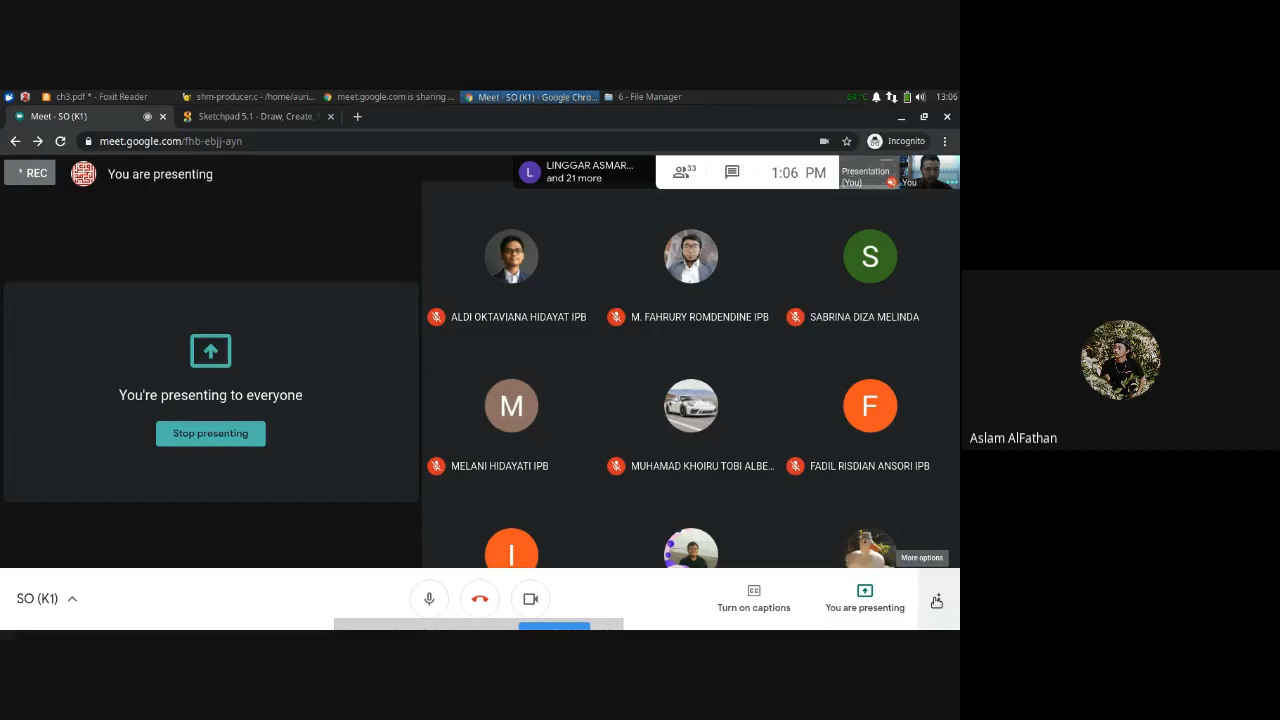 ch3.pdf * - Foxit Reader
shm-producer.c - /home/auri...
meet.google.com is sharing ...
Meet - SO (K1) - Google Chro...
6 - File Manager
64°C
13:06
Meet - SO (K1)
Sketchpad 5.1 - Draw, Create, S
meet.google.com/fhb-ebjj-ayn
Incognito
REC
You are presenting
L
LINGGAR ASMAR...
and 21 more
33
1:06 PM
Presentation
(You)
You
S
ALDI OKTAVIANA HIDAYAT IPB
M. FAHRURY ROMDENDINE IPB
SABRINA DIZA MELINDA
You're presenting to everyone
Stop presenting
M
F
MELANI HIDAYATI IPB
MUHAMAD KHOIRU TOBI ALBE...
FADIL RISDIAN ANSORI IPB
Aslam AlFathan
I
More options
SO (K1)
Turn on captions
You are presenting